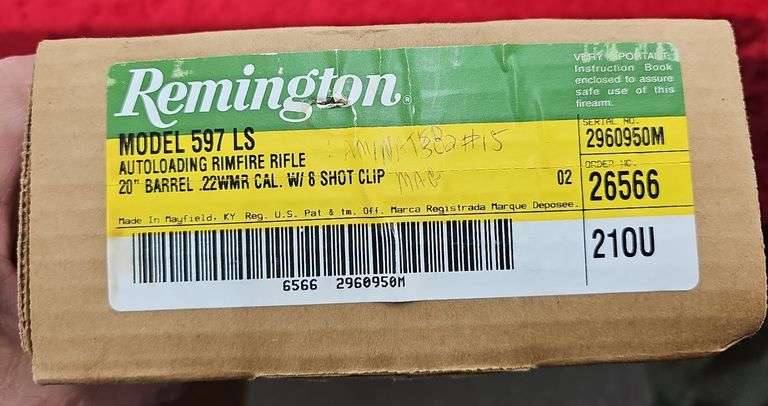 Remington®
VERY IMPORTANT:
Instruction Book
enclosed to assure
safe use of this
firearm.
MODEL 597 LS
AUTOLOADING RIMFIRE RIFLE
20" BARREL .22WMR CAL. W/ 8 SHOT CLIP
02
MAG
SERIAL NO.
2960950M
ORDER NO.
26566
Made In Mayfield, KY Reg. U.S. Pat & tm. Off. Marca Registrada Marque Deposee.
210U
6566 2960950M